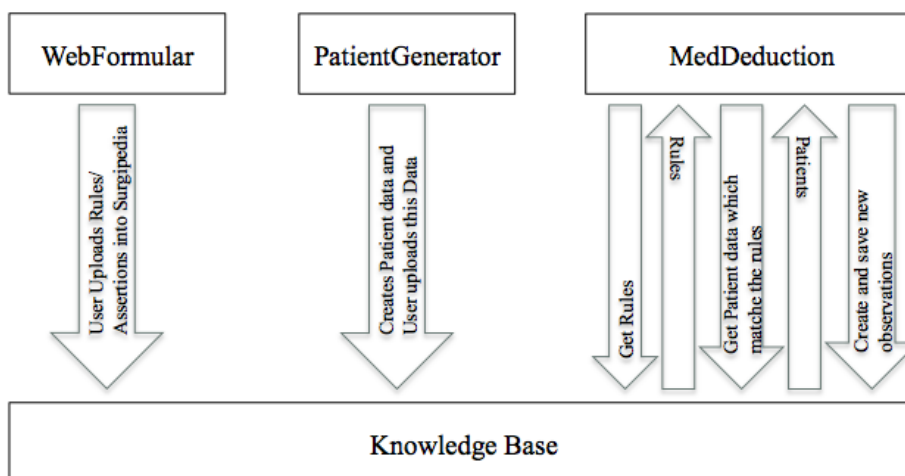 WebFormular
PatientGenerator
MedDeduction
User Uploads Rules/
Assertions into Surgipedia
Creates Patient data and
User uploads this Data
Get Rules
Rules
Get Patient data which
matche the rules
Patients
Create and save new
observations
Knowledge Base